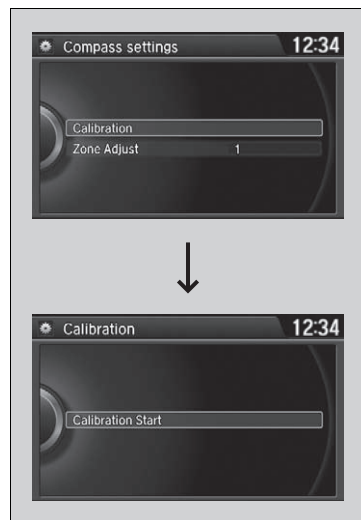 Compass settings 12:34
Calibration
Zone Adjust 1
Calibration 12:34
Calibration Start